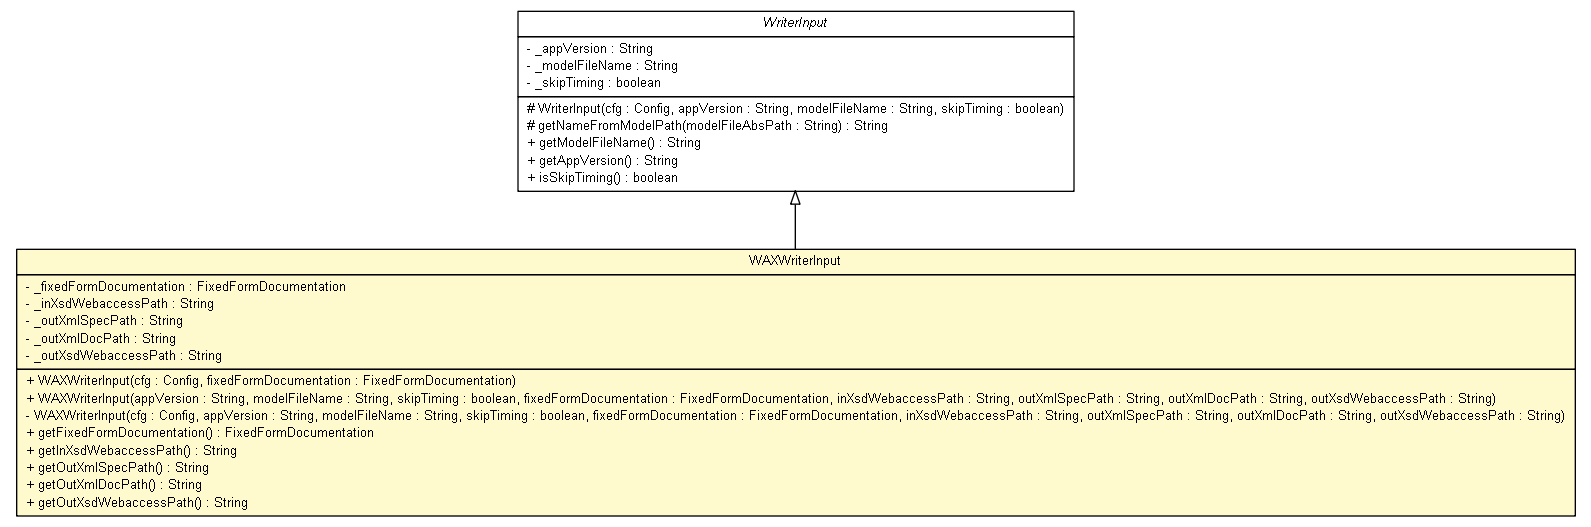 WriterInput
- _appVersion : String
- _modelFileName : String
- _skipTiming : boolean
# WriterInput(cfg : Config, appVersion : String, modelFileName : String, skipTiming : boolean)
# getNameFromModelPath(modelFileAbsPath : String) : String
+ getModelFileName() : String
+ getAppVersion() : String
+ isSkipTiming() : boolean
WAXWriterInput
- _fixedFormDocumentation : FixedFormDocumentation
- _inXsdWebaccessPath : String
- _outXmlSpecPath : String
- _outXmlDocPath : String
- _outXsdWebaccessPath : String
+ WAXWriterInput(cfg : Config, fixedFormDocumentation : FixedFormDocumentation)
+ WAXWriterInput(appVersion : String, modelFileName : String, skipTiming : boolean, fixedFormDocumentation : FixedFormDocumentation, inXsdWebaccessPath : String, outXmlSpecPath : String, outXmlDocPath : String, outXsdWebaccessPath : String)
- WAXWriterInput(cfg : Config, appVersion : String, modelFileName : String, skipTiming : boolean, fixedFormDocumentation : FixedFormDocumentation, inXsdWebaccessPath : String, outXmlSpecPath : String, outXmlDocPath : String, outXsdWebaccessPath : String)
+ getFixedFormDocumentation() : FixedFormDocumentation
+ getInXsdWebaccessPath() : String
+ getOutXmlSpecPath() : String
+ getOutXmlDocPath() : String
+ getOutXsdWebaccessPath() : String